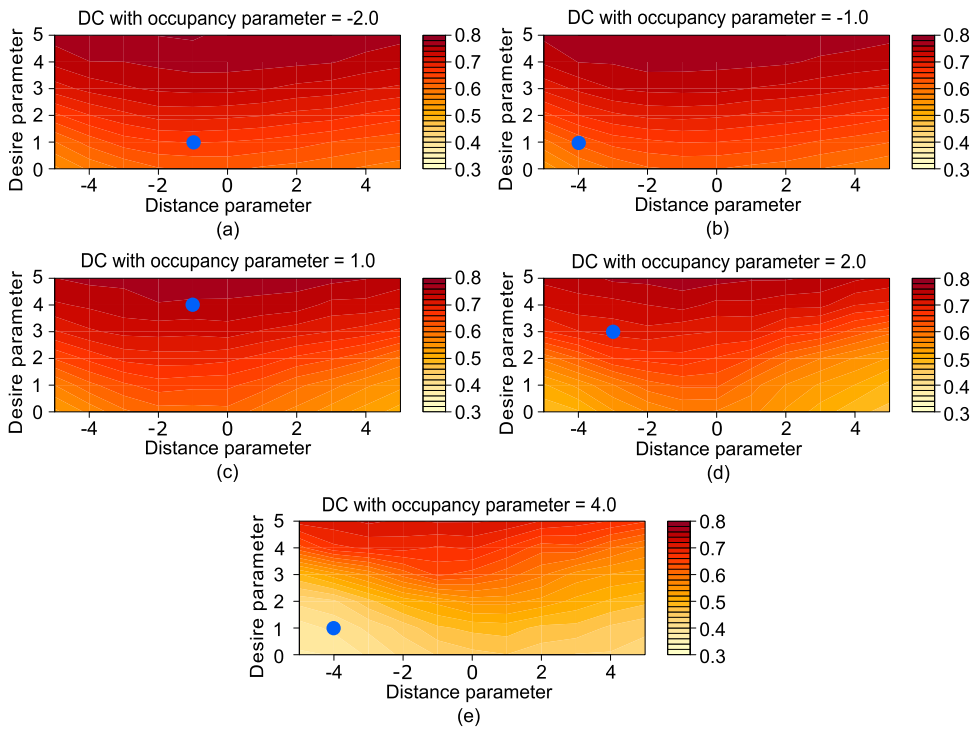 DC with occupancy parameter = -2.0
Desire parameter
5
4
3
2
1
0
-4 -2 0 2 4
Distance parameter
0.8
0.7
0.6
0.5
0.4
0.3
(a)
DC with occupancy parameter = -1.0
Desire parameter
5
4
3
2
1
0
-4 -2 0 2 4
Distance parameter
0.8
0.7
0.6
0.5
0.4
0.3
(b)
DC with occupancy parameter = 1.0
Desire parameter
5
4
3
2
1
0
-4 -2 0 2 4
Distance parameter
0.8
0.7
0.6
0.5
0.4
0.3
(c)
DC with occupancy parameter = 2.0
Desire parameter
5
4
3
2
1
0
-4 -2 0 2 4
Distance parameter
0.8
0.7
0.6
0.5
0.4
0.3
(d)
DC with occupancy parameter = 4.0
Desire parameter
5
4
3
2
1
0
-4 -2 0 2 4
Distance parameter
0.8
0.7
0.6
0.5
0.4
0.3
(e)